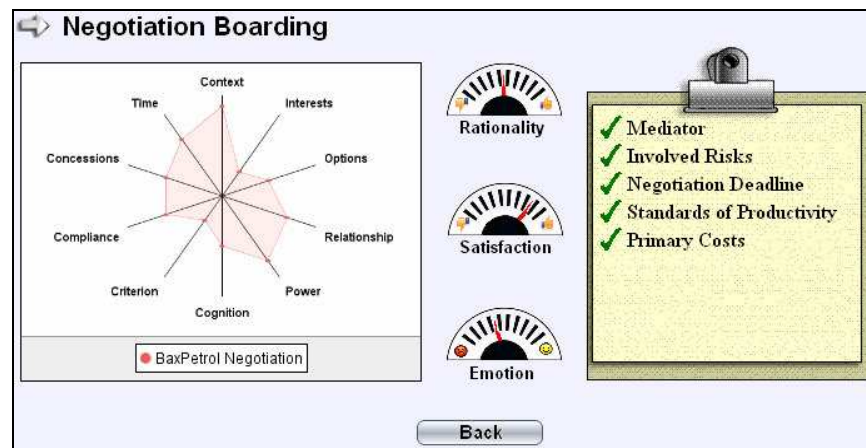 Negotiation Boarding
Context
Time
Interests
Concessions
Options
Compliance
Relationship
Criterion
Power
Cognition
BaxPetrol Negotiation
Rationality
Satisfaction
Emotion
Mediator
Involved Risks
Negotiation Deadline
Standards of Productivity
Primary Costs
Back